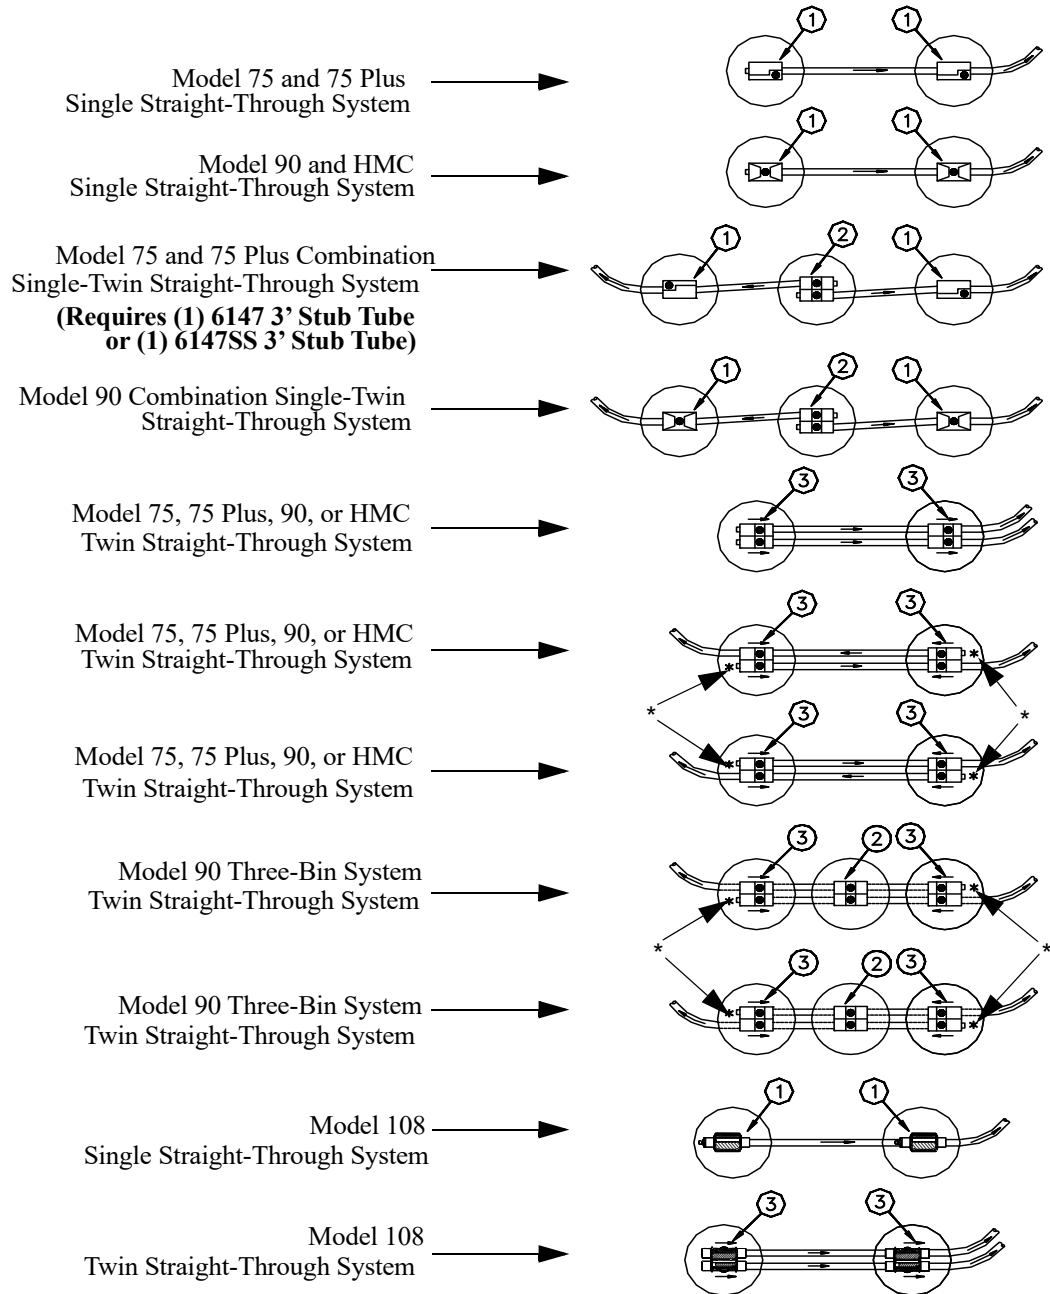 1 1
Model 75 and 75 Plus
Single Straight-Through System
1 1
Model 90 and HMC
Single Straight-Through System
1 2 1
Model 75 and 75 Plus Combination
Single-Twin Straight-Through System
(Requires (1) 6147 3' Stub Tube
or (1) 6147SS 3' Stub Tube)
1 2 1
Model 90 Combination Single-Twin
Straight-Through System
3 3
Model 75, 75 Plus, 90, or HMC
Twin Straight-Through System
3 3
Model 75, 75 Plus, 90, or HMC
Twin Straight-Through System
* *
* *
3 3
Model 75, 75 Plus, 90, or HMC
* *
Twin Straight-Through System
3 2 3
Model 90 Three-Bin System
Twin Straight-Through System
* *
* *
3 2 3
Model 90 Three-Bin System
* *
Twin Straight-Through System
1 1
Model 108
Single Straight-Through System
3 3
Model 108
Twin Straight-Through System